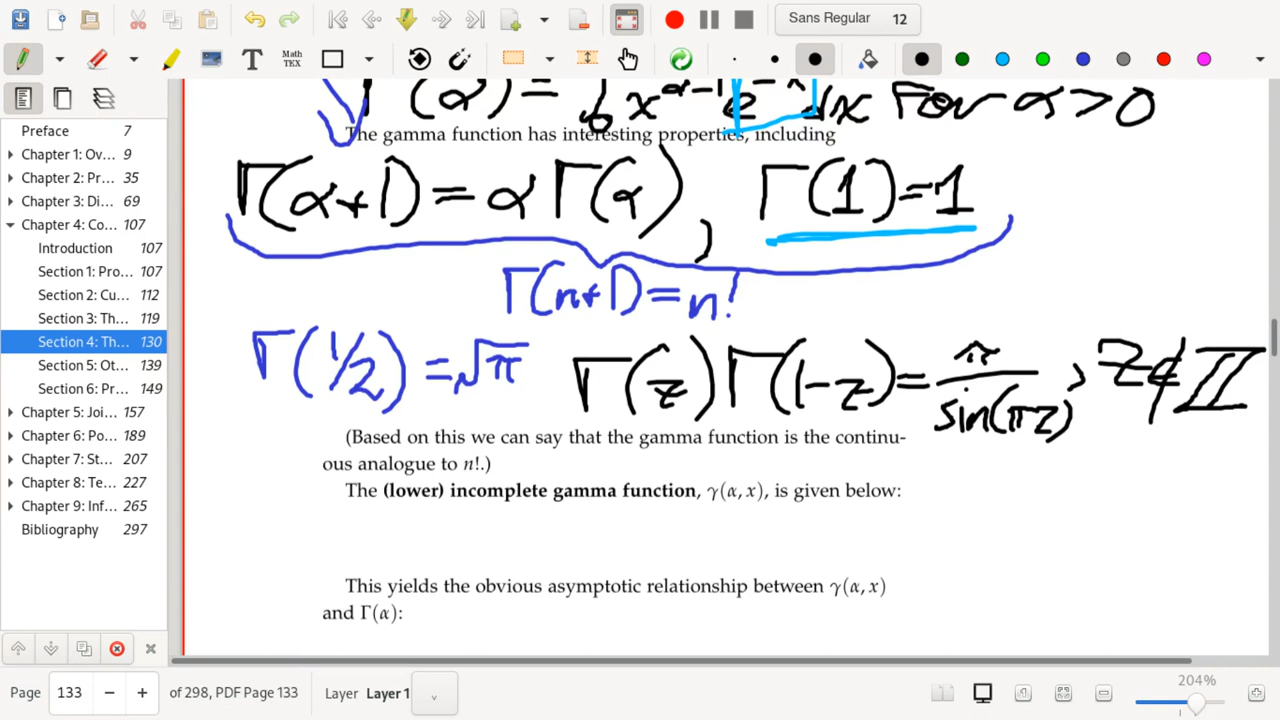 Sans Regular 12
T Math TEX
Preface 7
Chapter 1: Ov... 9
Chapter 2: Pr... 35
Chapter 3: Di... 69
Chapter 4: Co... 107
Introduction 107
Section 1: Pro... 107
Section 2: Cu... 112
Section 3: Th... 119
Section 4: Th... 130
Section 5: Ot... 139
Section 6: Pr... 149
Chapter 5: Joi... 157
Chapter 6: Po... 189
Chapter 7: St... 207
Chapter 8: Te... 227
Chapter 9: Inf... 265
Bibliography 297
Γ(α) = ∫₀ x^(α-1) e^(-x) dx For α>0
The gamma function has interesting properties, including
Γ(α+1) = αΓ(α), Γ(1)=1
Γ(n+1)=n!
Γ(1/2) = √π Γ(z)Γ(1-z) = π/sin(πz), z∉ℤ
(Based on this we can say that the gamma function is the continu-
ous analogue to n!.)
The (lower) incomplete gamma function, γ(α, x), is given below:
This yields the obvious asymptotic relationship between γ(α, x)
and Γ(α):
Page 133 − + of 298, PDF Page 133 Layer Layer 1 204%